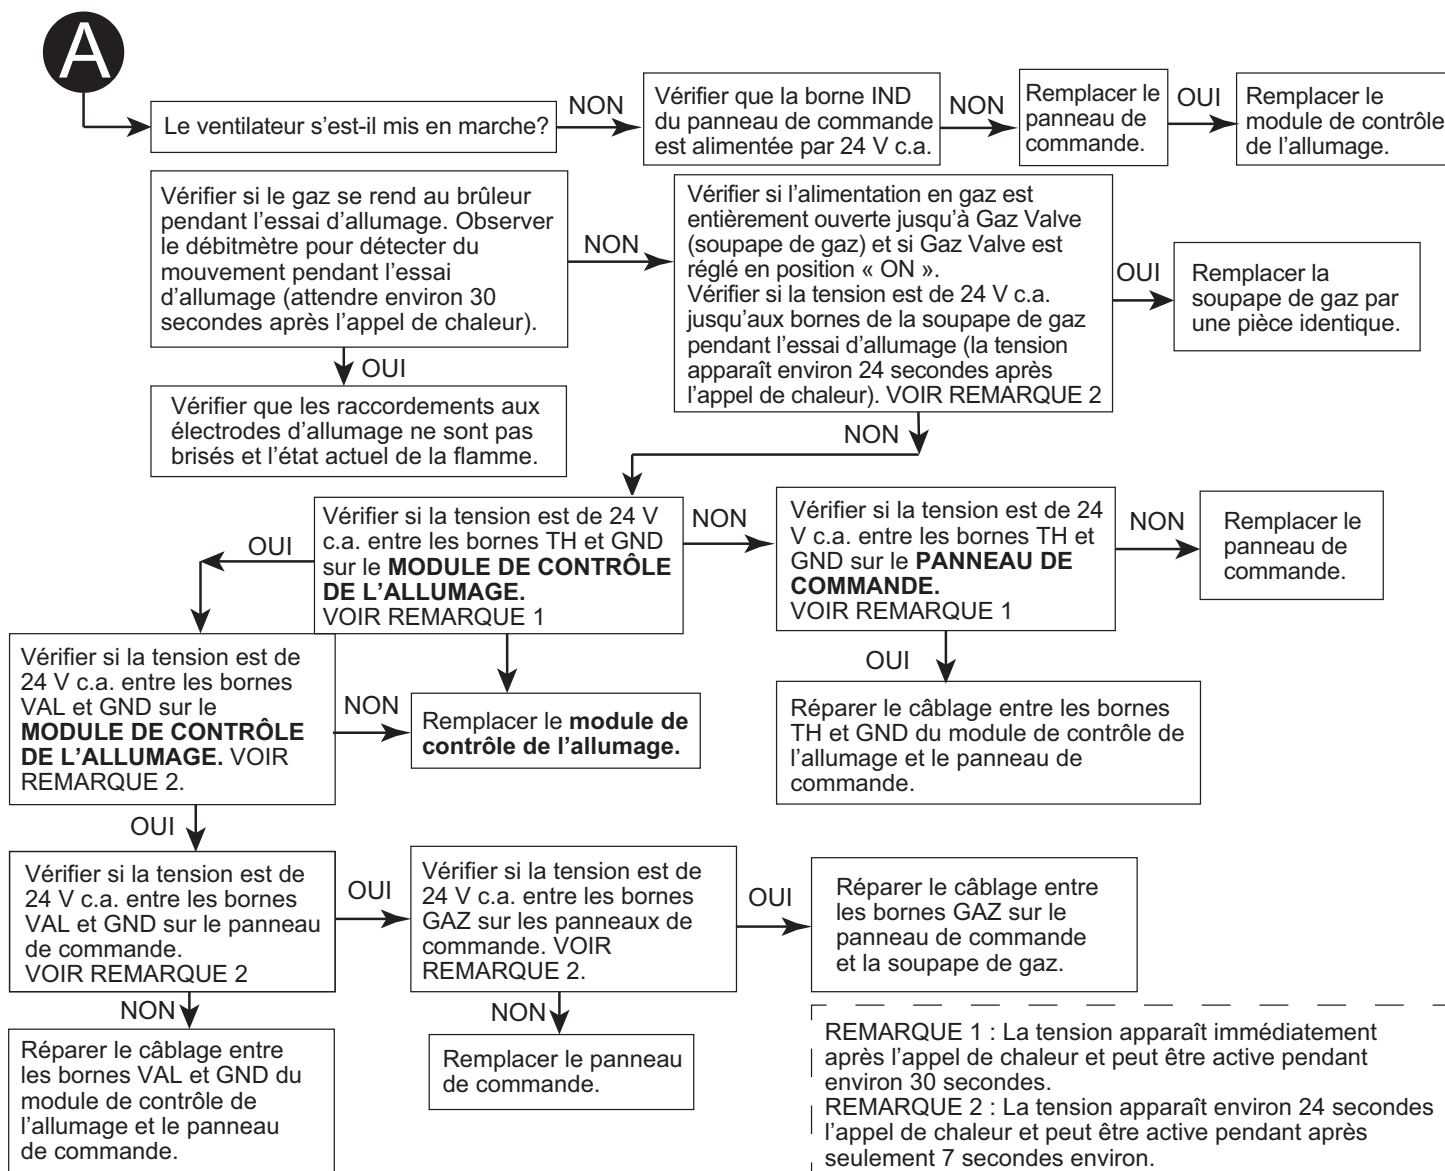 A
Le ventilateur s’est-il mis en marche?
NON
Vérifier que la borne IND
du panneau de commande
est alimentée par 24 V c.a.
NON
Remplacer le
panneau de
commande.
OUI
Remplacer le
module de contrôle
de l’allumage.
Vérifier si le gaz se rend au brûleur
pendant l’essai d’allumage. Observer
le débitmètre pour détecter du
mouvement pendant l’essai
d’allumage (attendre environ 30
secondes après l’appel de chaleur).
NON
Vérifier si l’alimentation en gaz est
entièrement ouverte jusqu’à Gaz Valve
(soupape de gaz) et si Gaz Valve est
réglé en position « ON ».
Vérifier si la tension est de 24 V c.a.
jusqu’aux bornes de la soupape de gaz
pendant l’essai d’allumage (la tension
apparaît environ 24 secondes après
l’appel de chaleur). VOIR REMARQUE 2
OUI
Remplacer la
soupape de gaz par
une pièce identique.
OUI
Vérifier que les raccordements aux
électrodes d’allumage ne sont pas
brisés et l’état actuel de la flamme.
NON
Vérifier si la tension est de 24 V
c.a. entre les bornes TH et GND
sur le MODULE DE CONTRÔLE
DE L’ALLUMAGE.
VOIR REMARQUE 1
NON
Vérifier si la tension est de 24
V c.a. entre les bornes TH et
GND sur le PANNEAU DE
COMMANDE.
VOIR REMARQUE 1
NON
Remplacer le
panneau de
commande.
OUI
OUI
Réparer le câblage entre les bornes
TH et GND du module de contrôle de
l’allumage et le panneau de
commande.
Vérifier si la tension est de
24 V c.a. entre les bornes
VAL et GND sur le
MODULE DE CONTRÔLE
DE L’ALLUMAGE. VOIR
REMARQUE 2.
NON
Remplacer le module de
contrôle de l’allumage.
OUI
Vérifier si la tension est de
24 V c.a. entre les bornes
VAL et GND sur le panneau
de commande.
VOIR REMARQUE 2
OUI
Vérifier si la tension est de
24 V c.a. entre les bornes
GAZ sur les panneaux de
commande. VOIR
REMARQUE 2.
OUI
Réparer le câblage entre
les bornes GAZ sur le
panneau de commande
et la soupape de gaz.
NON
Réparer le câblage entre
les bornes VAL et GND du
module de contrôle de
l’allumage et le panneau
de commande.
NON
Remplacer le panneau
de commande.
REMARQUE 1 : La tension apparaît immédiatement
après l’appel de chaleur et peut être active pendant
environ 30 secondes.
REMARQUE 2 : La tension apparaît environ 24 secondes
l’appel de chaleur et peut être active pendant après
seulement 7 secondes environ.